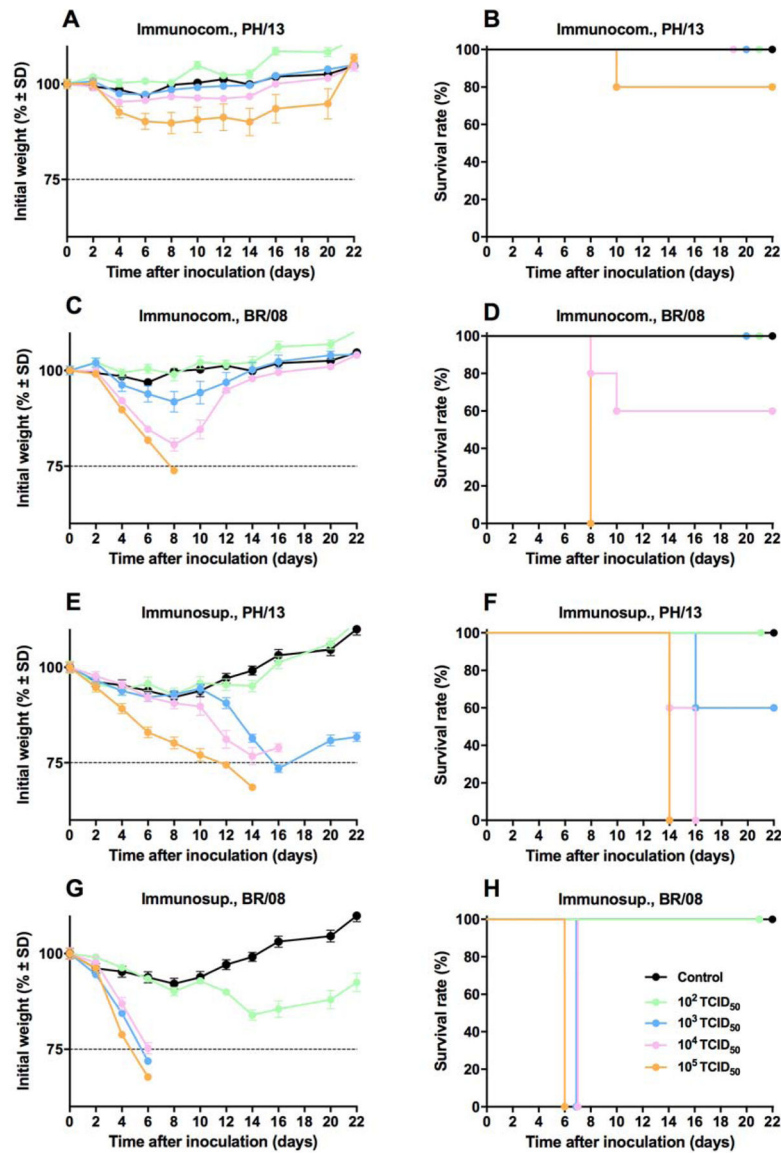 A
Immunocom., PH/13
Initial weight (% ± SD)
100
75
0 2 4 6 8 10 12 14 16 20 22
Time after inoculation (days)
B
Immunocom., PH/13
Survival rate (%)
100
80
60
40
20
0
0 2 4 6 8 10 12 14 16 18 20 22
Time after inoculation (days)
C
Immunocom., BR/08
Initial weight (% ± SD)
100
75
0 2 4 6 8 10 12 14 16 20 22
Time after inoculation (days)
D
Immunocom., BR/08
Survival rate (%)
100
80
60
40
20
0
0 2 4 6 8 10 12 14 16 18 20 22
Time after inoculation (days)
E
Immunosup., PH/13
Initial weight (% ± SD)
100
75
0 2 4 6 8 10 12 14 16 20 22
Time after inoculation (days)
F
Immunosup., PH/13
Survival rate (%)
100
80
60
40
20
0
0 2 4 6 8 10 12 14 16 18 20 22
Time after inoculation (days)
G
Immunosup., BR/08
Initial weight (% ± SD)
100
75
0 2 4 6 8 10 12 14 16 20 22
Time after inoculation (days)
H
Immunosup., BR/08
Survival rate (%)
100
80
60
40
20
0
Control
10² TCID₅₀
10³ TCID₅₀
10⁴ TCID₅₀
10⁵ TCID₅₀
0 2 4 6 8 10 12 14 16 18 20 22
Time after inoculation (days)